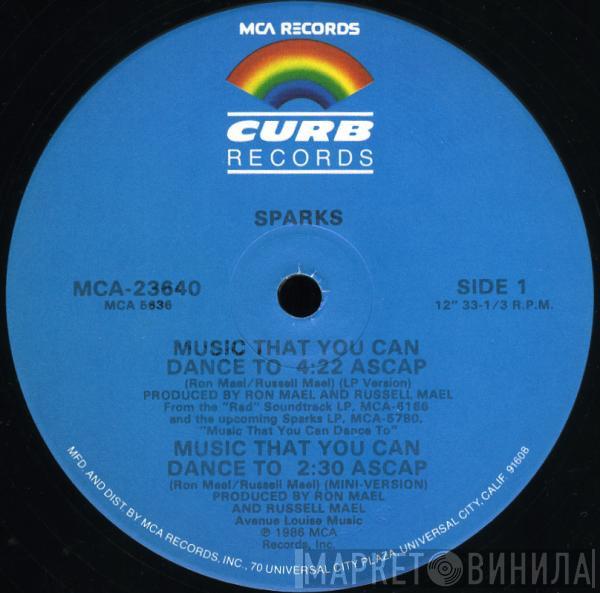 MCA RECORDS
CURB
RECORDS
SPARKS
MCA-23640
MCA 5636
SIDE 1
12" 33-1/3 R.P.M.
MUSIC THAT YOU CAN
DANCE TO 4:22 ASCAP
(Ron Mael/Russell Mael) (LP Version)
PRODUCED BY RON MAEL AND RUSSELL MAEL
From the "Rad" Soundtrack LP, MCA-6166
and the upcoming Sparks LP, MCA-5780.
"Music That You Can Dance To"
MUSIC THAT YOU CAN
DANCE TO 2:30 ASCAP
(Ron Mael/Russell Mael) (MINI-VERSION)
PRODUCED BY RON MAEL
AND RUSSELL MAEL
Avenue Louise Music
℗ 1986 MCA
Records, Inc.
MFD. AND DIST. BY MCA RECORDS, INC., 70 UNIVERSAL CITY PLAZA, UNIVERSAL CITY, CALIF. 91608
МАРКЕТ ВИНИЛА